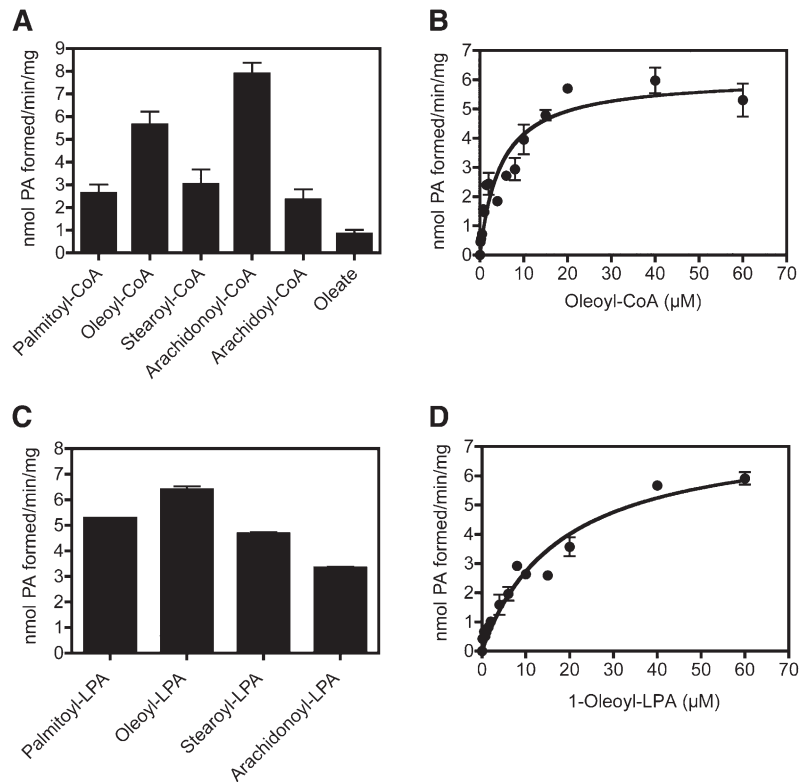 A
nmol PA formed/min/mg
9
8
7
6
5
4
3
2
1
0
Palmitoyl-CoA
Oleoyl-CoA
Stearoyl-CoA
Arachidonoyl-CoA
Arachidoyl-CoA
Oleate
B
nmol PA formed/min/mg
7
6
5
4
3
2
1
0
0 10 20 30 40 50 60 70
Oleoyl-CoA (µM)
C
nmol PA formed/min/mg
8
7
6
5
4
3
2
1
0
Palmitoyl-LPA
Oleoyl-LPA
Stearoyl-LPA
Arachidonoyl-LPA
D
nmol PA formed/min/mg
7
6
5
4
3
2
1
0
0 10 20 30 40 50 60 70
1-Oleoyl-LPA (µM)